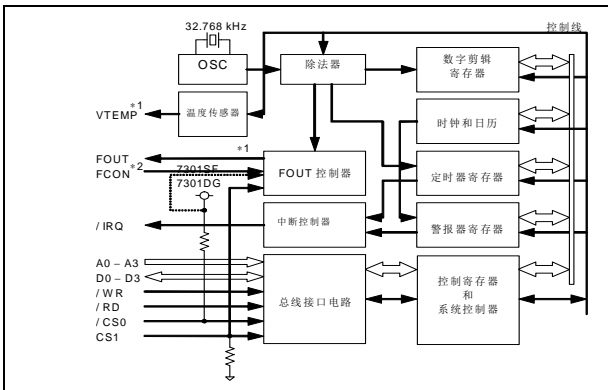 32.768 kHz
控制线
OSC
除法器
数字剪辑
寄存器
VTEMP *1
温度传感器
时钟和日历
FOUT *1
FCON *2
7301SF
7301DG
FOUT 控制器
定时器寄存器
/ IRQ
中断控制器
警报器寄存器
A0 – A3
D0 – D3
/ WR
/ RD
/ CS0
CS1
总线接口电路
控制寄存器
和
系统控制器